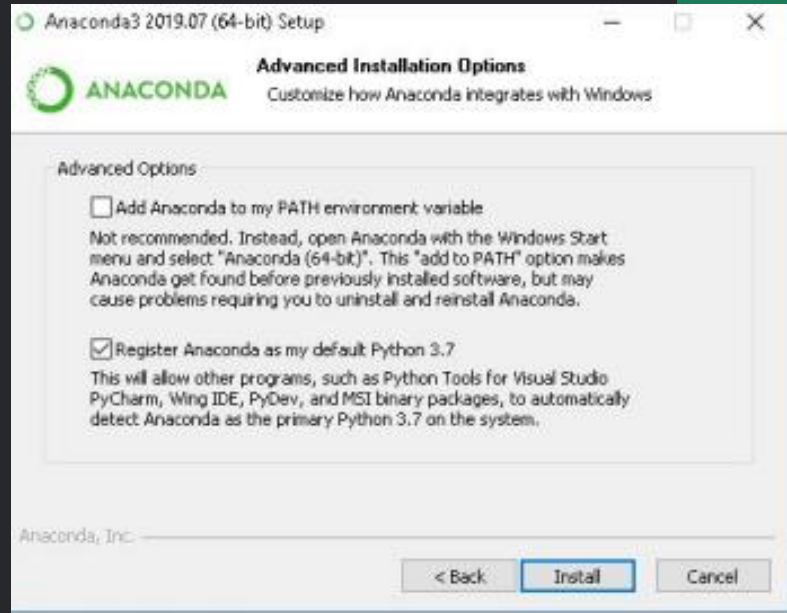 Anaconda3 2019.07 (64-bit) Setup
ANACONDA
Advanced Installation Options
Customize how Anaconda integrates with Windows
Advanced Options
Add Anaconda to my PATH environment variable
Not recommended. Instead, open Anaconda with the Windows Start
menu and select "Anaconda (64-bit)". This "add to PATH" option makes
Anaconda get found before previously installed software, but may
cause problems requiring you to uninstall and reinstall Anaconda.
Register Anaconda as my default Python 3.7
This will allow other programs, such as Python Tools for Visual Studio
PyCharm, Wing IDE, PyDev, and MSI binary packages, to automatically
detect Anaconda as the primary Python 3.7 on the system.
Anaconda, Inc.
< Back
Install
Cancel